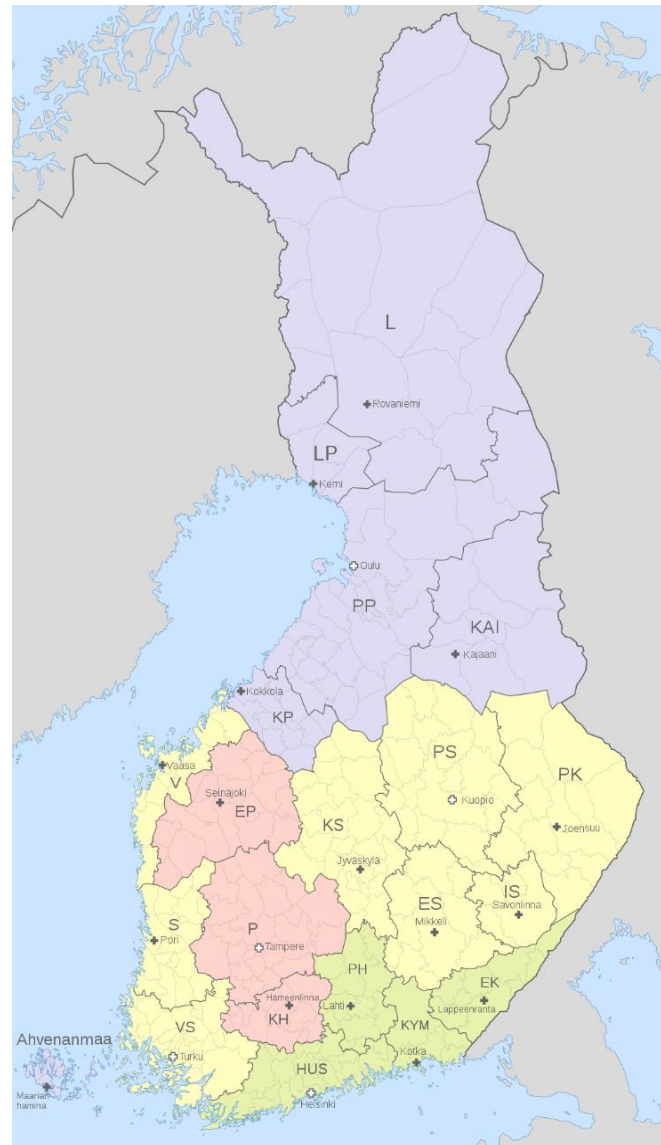 L
Rovaniemi
LP
Kemi
Oulu
PP
KAI
Kajaani
Kokkola
KP
PS
PK
Vaasa
V
Seinäjoki
EP
Kuopio
KS
Joensuu
Jyväskylä
IS
ES
Savonlinna
S
Mikkeli
Pori
P
Tampere
PH
EK
Hämeenlinna
Lahti
Lappeenranta
KH
KYM
VS
Ahvenanmaa
Turku
Kotka
HUS
Maarian
hamina
Helsinki